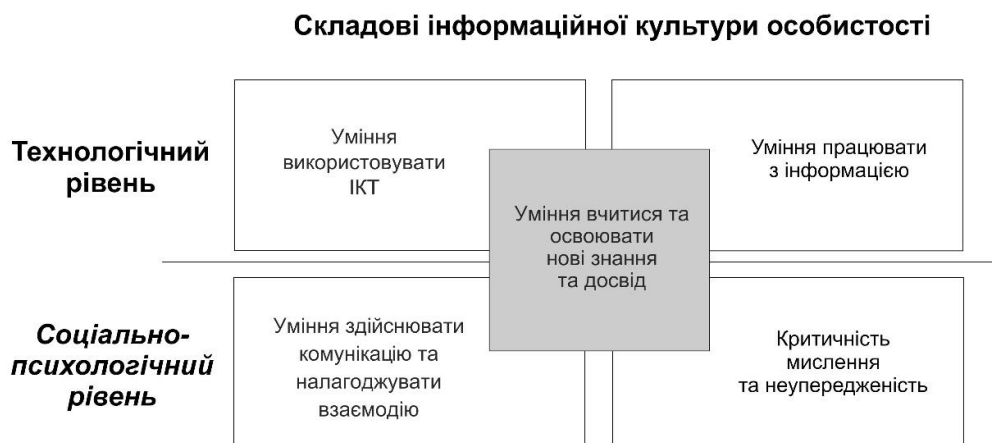 Складові інформаційної культури особистості
Технологічний
рівень
Уміння
використовувати
ІКТ
Уміння працювати
з інформацією
Уміння вчитися та
освоювати
нові знання
та досвід
Соціально-
психологічний
рівень
Уміння здійснювати
комунікацію та
налагоджувати
взаємодію
Критичність
мислення
та неупередженість